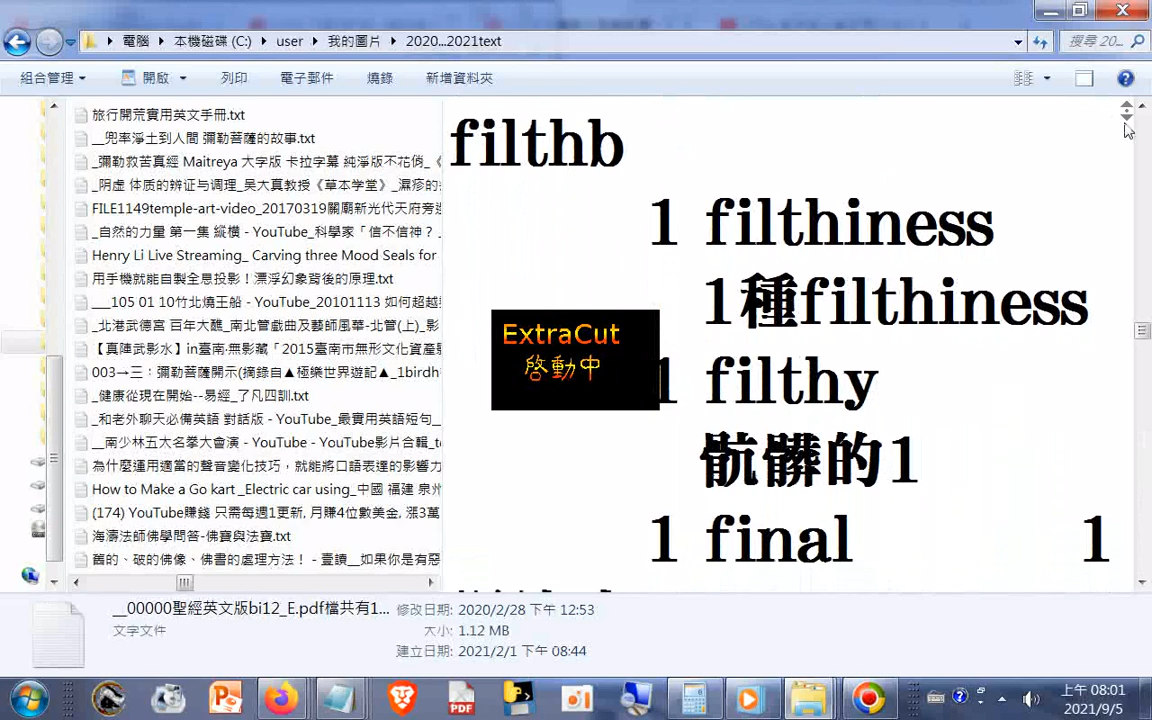 電腦 本機磁碟 (C:) user 我的圖片 2020...2021text
搜尋 20...
組合管理 開啟 列印 電子郵件 燒錄 新增資料夾
旅行開荒實用英文手冊.txt
__兜率淨土到人間 彌勒菩薩的故事.txt
_彌勒救苦真經 Maitreya 大字版 卡拉字幕 純淨版不花俏_《
_阴虚 体质的辨证与调理_吴大真教授《草本学堂》_濕疹的
FILE1149temple-art-video_20170319關廟新光代天府旁
_自然的力量 第一集 縱橫 - YouTube_科學家「信不信神？
Henry Li Live Streaming_ Carving three Mood Seals for
用手機就能自製全息投影！漂浮幻象背後的原理.txt
___105 01 10竹北燒王船 - YouTube_20101113 如何超越
_北港武德宮 百年大醮_南北管戲曲及藝師風華-北管(上)_影
【真陣武影水】in臺南·無影藏「2015臺南市無形文化資產
003→三：彌勒菩薩開示(摘錄自▲極樂世界遊記▲_1birdh
_健康從現在開始--易經_了凡四訓.txt
_和老外聊天必備英語 對話版 - YouTube_最實用英語短句
__南少林五大名拳大會演 - YouTube - YouTube影片合輯_t
為什麼運用適當的聲音變化技巧，就能將口語表達的影響力
How to Make a Go kart _Electric car using_中國 福建 泉州
(174) YouTube賺錢 只需每週1更新, 月賺4位數美金, 漲3萬
海濤法師佛學問答-佛寶與法寶.txt
舊的、破的佛像、佛書的處理方法！ - 壹讀__如果你是有惡
filthb
1 filthiness
1種filthiness
1 filthy
骯髒的1
1 final 1
ExtraCut
啓動中
__00000聖經英文版bi12_E.pdf檔共有1...
文字文件
修改日期: 2020/2/28 下午 12:53
大小: 1.12 MB
建立日期: 2021/2/1 下午 08:44
PDF
上午 08:01
2021/9/5